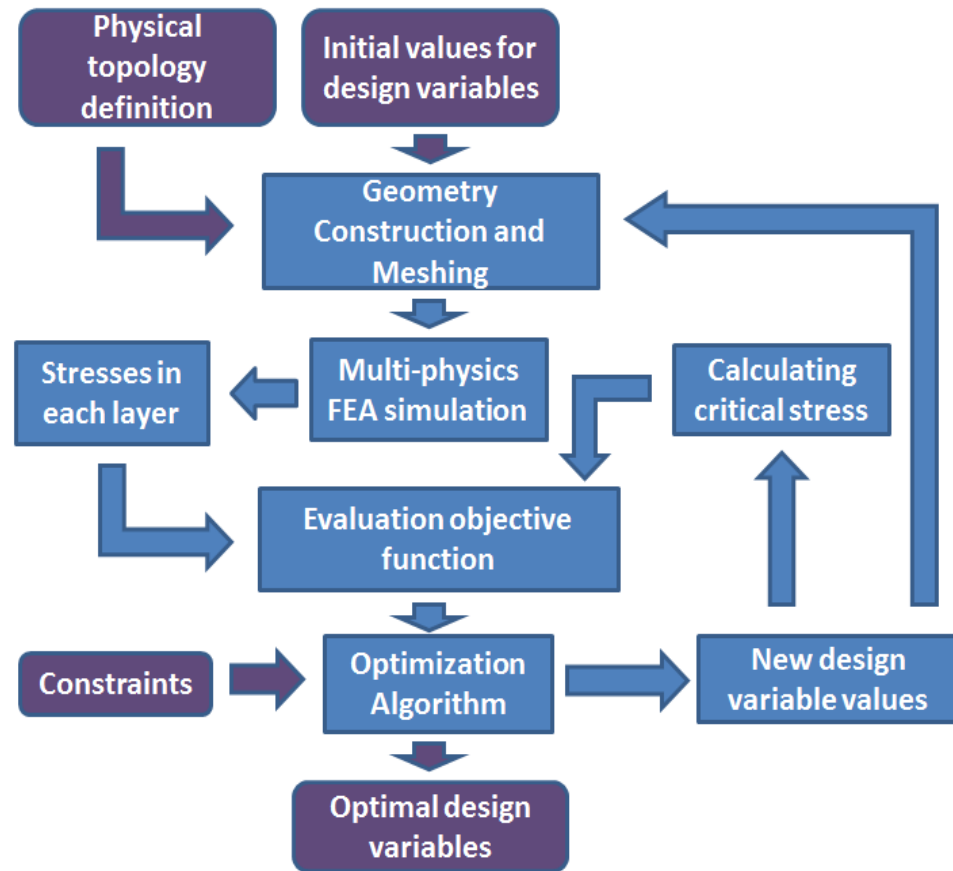 Physical
topology
definition
Initial values for
design variables
Geometry
Construction and
Meshing
Stresses in
each layer
Multi-physics
FEA simulation
Calculating
critical stress
Evaluation objective
function
Constraints
Optimization
Algorithm
New design
variable values
Optimal design
variables